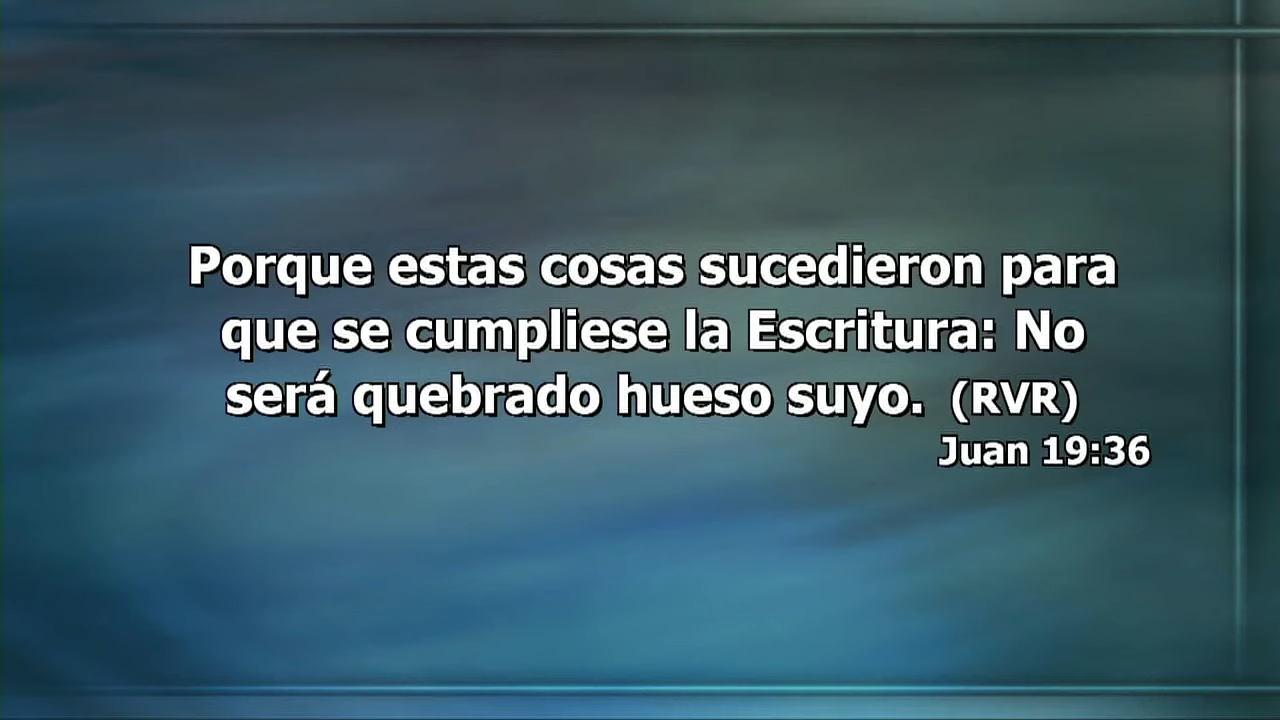 Porque estas cosas sucedieron para
que se cumpliese la Escritura: No
será quebrado hueso suyo. (RVR)
Juan 19:36